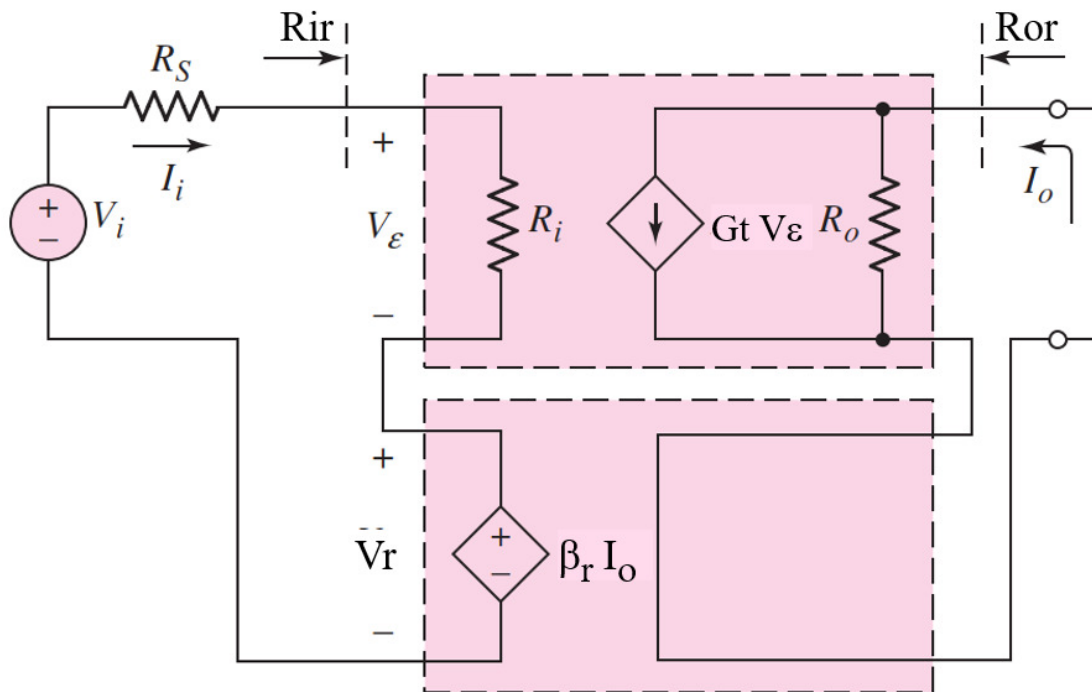 Rir
Ror
R_S
I_i
+
−
V_i
+
V_ε
−
R_i
Gt Vε
R_o
I_o
+
Vr
−
+
−
β_r I_o